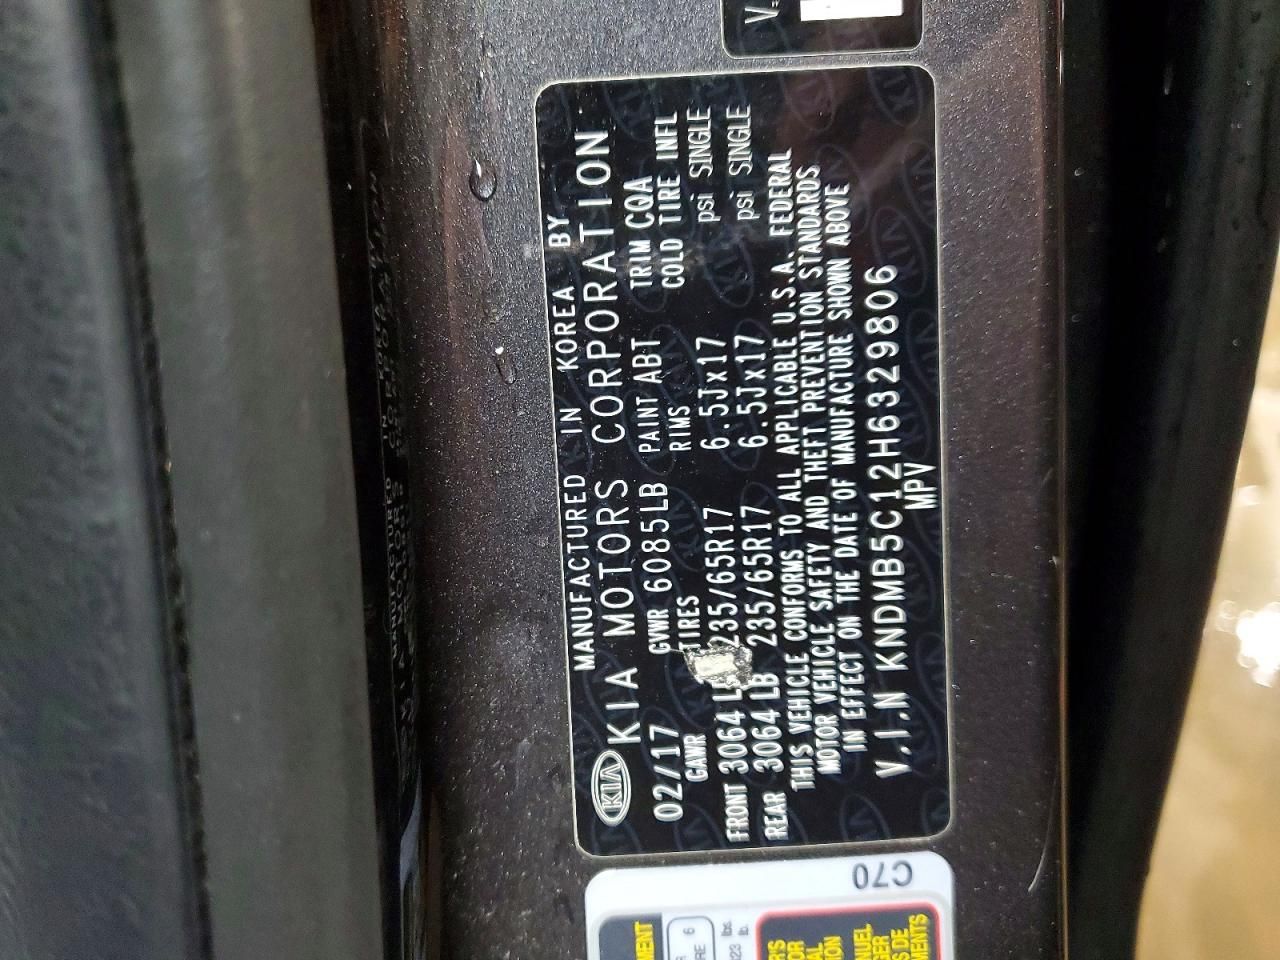 MANUFACTURED IN KOREA BY
KIA KIA MOTORS CORPORATION
02/17 GVWR 6085LB PAINT ABT TRIM CQA
GAWR TIRES RIMS COLD TIRE INFL
FRONT 3064 LB 235/65R17 6.5Jx17 psi SINGLE
REAR 3064 LB 235/65R17 6.5Jx17 psi SINGLE
THIS VEHICLE CONFORMS TO ALL APPLICABLE U.S.A. FEDERAL
MOTOR VEHICLE SAFETY AND THEFT PREVENTION STANDARDS
IN EFFECT ON THE DATE OF MANUFACTURE SHOWN ABOVE
V.I.N KNDMB5C12H6329806
MPV
C70